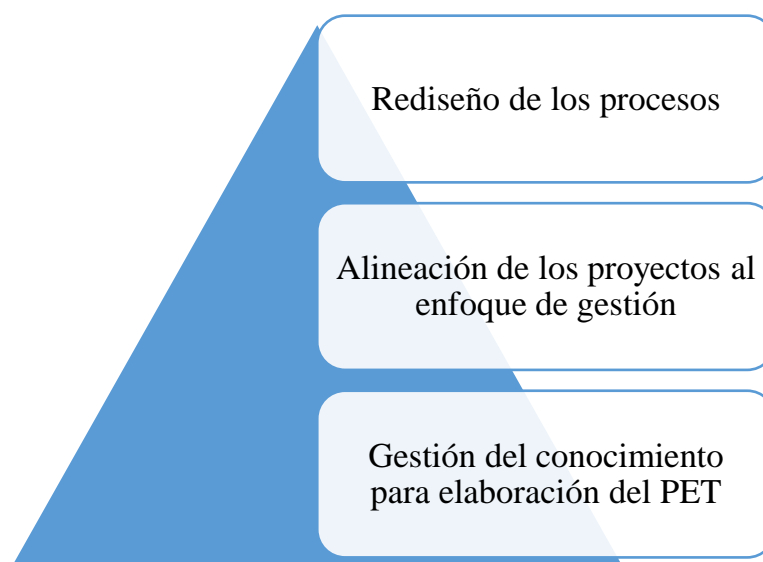 Rediseño de los procesos
Alineación de los proyectos al
enfoque de gestión
Gestión del conocimiento
para elaboración del PET